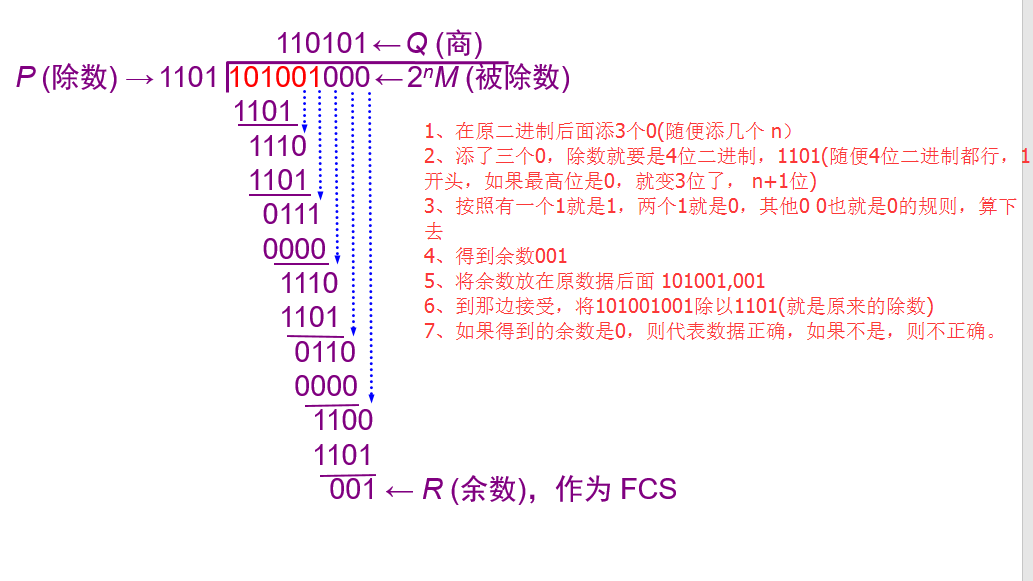 110101 ← Q (商)
P (除数) → 1101 101001000 ← 2ⁿM (被除数)
1101
1110
1101
0111
0000
1110
1101
0110
0000
1100
1101
001 ← R (余数)，作为 FCS
1、在原二进制后面添3个0(随便添几个 n）
2、添了三个0，除数就要是4位二进制，1101(随便4位二进制都行，1
开头，如果最高位是0，就变3位了， n+1位)
3、按照有一个1就是1，两个1就是0，其他0 0也就是0的规则，算下
去
4、得到余数001
5、将余数放在原数据后面 101001,001
6、到那边接受，将101001001除以1101(就是原来的除数)
7、如果得到的余数是0，则代表数据正确，如果不是，则不正确。